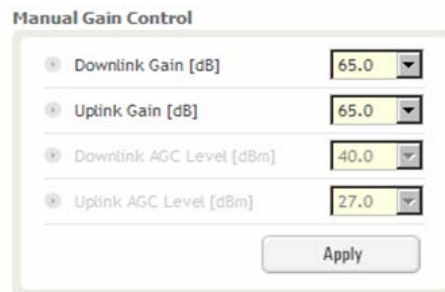 Manual Gain Control
Downlink Gain [dB] 65.0
Uplink Gain [dB] 65.0
Downlink AGC Level [dBm] 40.0
Uplink AGC Level [dBm] 27.0
Apply